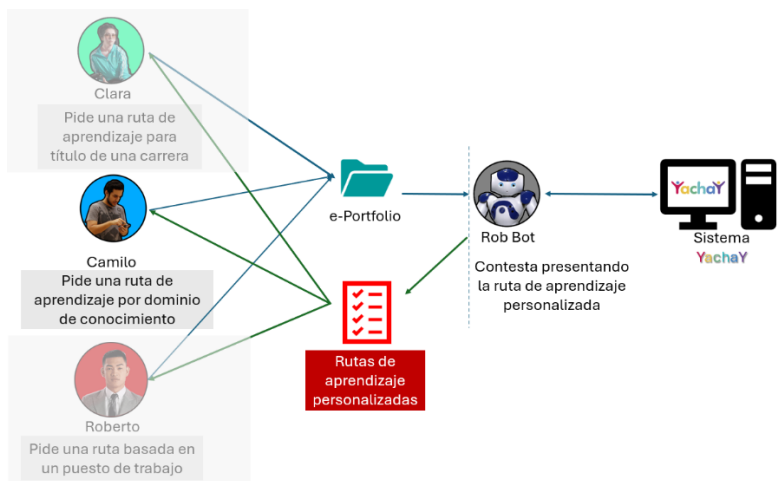 Clara
Pide una ruta de
aprendizaje para
título de una carrera
Camilo
Pide una ruta de
aprendizaje por dominio
de conocimiento
Roberto
Pide una ruta basada en
un puesto de trabajo
e-Portfolio
Rutas de
aprendizaje
personalizadas
Rob Bot
Contesta presentando
la ruta de aprendizaje
personalizada
YachaY
Sistema
YachaY